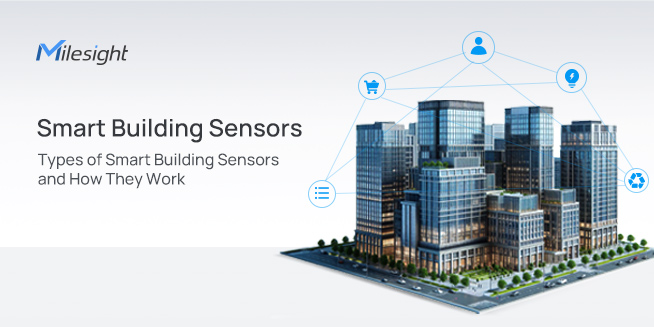 Milesight
Smart Building Sensors
Types of Smart Building Sensors
and How They Work